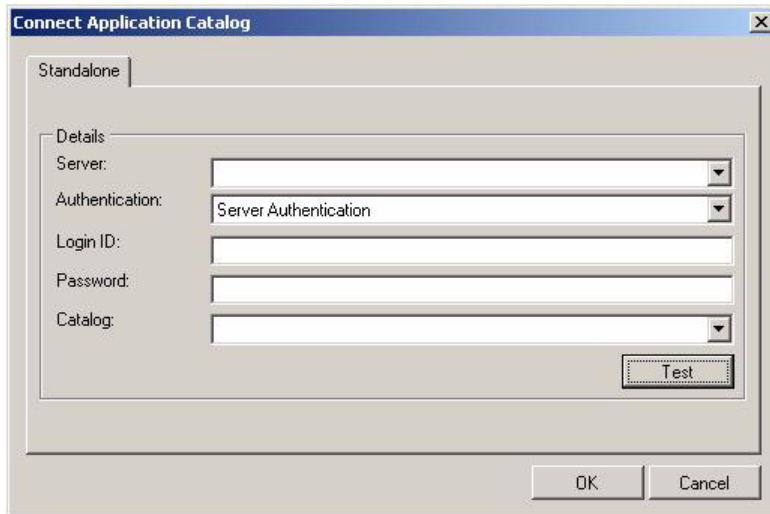 Connect Application Catalog
Standalone
Details
Server:
Authentication: Server Authentication
Login ID:
Password:
Catalog:
Test
OK Cancel